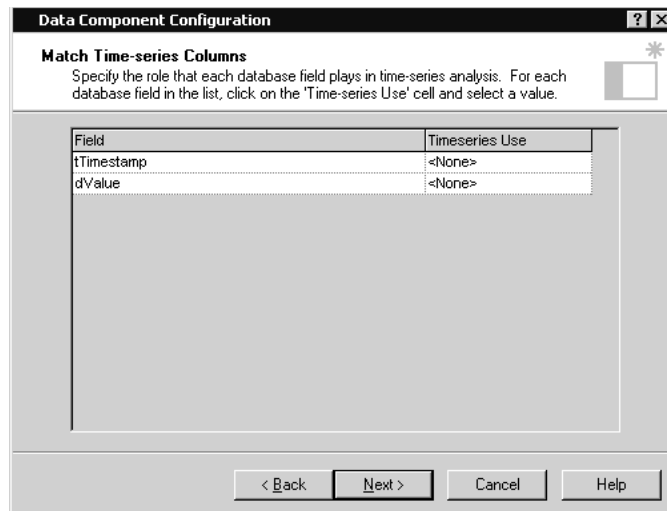 Data Component Configuration
Match Time-series Columns
Specify the role that each database field plays in time-series analysis. For each
database field in the list, click on the 'Time-series Use' cell and select a value.
Field Timeseries Use
tTimestamp <None>
dValue <None>
< Back Next > Cancel Help